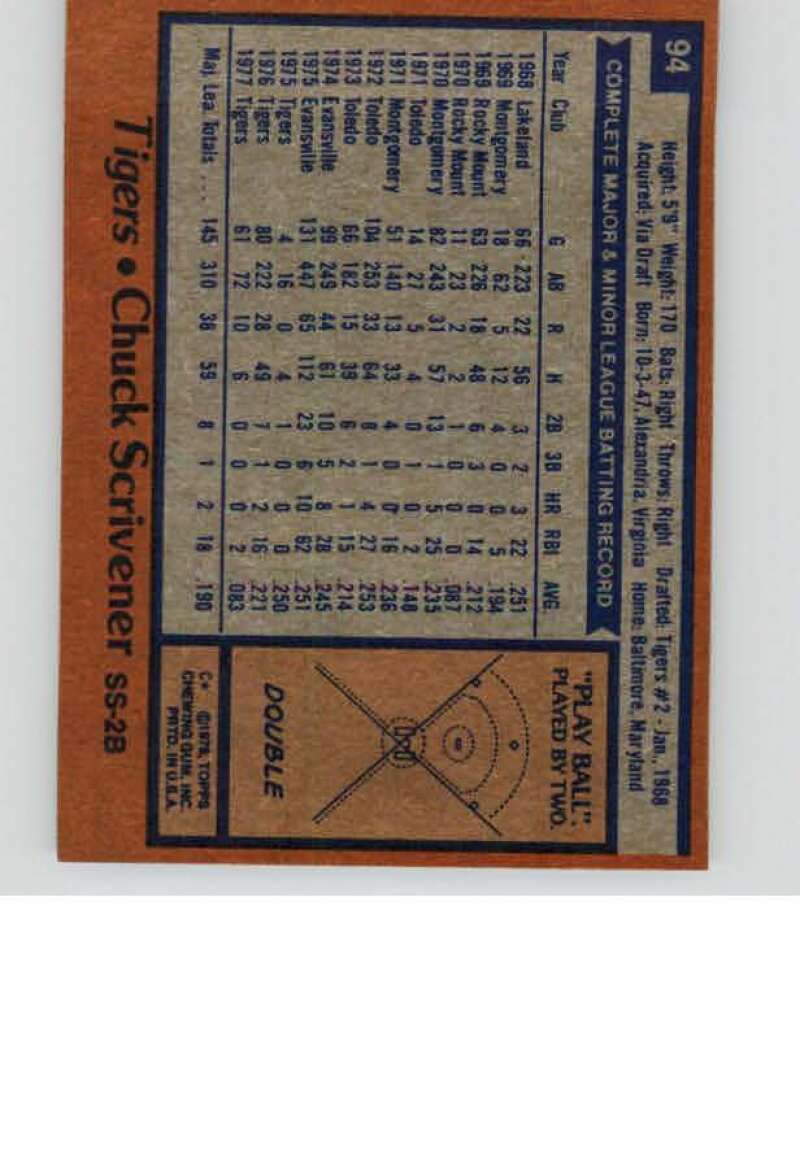 94
Height: 5'9" Weight: 170 Bats: Right Throws: Right Drafted: Tigers #2 - Jan., 1968
Acquired: Via Draft Born: 10-3-47, Alexandria, Virginia Home: Baltimore, Maryland
COMPLETE MAJOR & MINOR LEAGUE BATTING RECORD
Year Club G AB R H 2B 3B HR RBI AVG.
1968 Lakeland 66 223 22 56 3 2 3 22 .251
1969 Montgomery 18 62 5 12 4 0 0 5 .194
1969 Rocky Mount 63 226 18 48 6 3 0 14 .212
1970 Rocky Mount 11 23 2 2 1 0 0 0 .087
1970 Montgomery 82 243 31 57 13 1 5 25 .235
1971 Toledo 14 27 5 4 0 1 0 2 .148
1971 Montgomery 51 140 13 33 4 0 0 16 .236
1972 Toledo 104 253 33 64 8 1 4 27 .253
1973 Toledo 66 182 15 39 6 2 1 15 .214
1974 Evansville 99 249 44 61 10 5 8 28 .245
1975 Evansville 131 447 65 112 23 6 10 62 .251
1975 Tigers 4 16 0 4 1 0 0 0 .250
1976 Tigers 80 222 28 49 7 1 2 16 .221
1977 Tigers 61 72 10 6 0 0 0 2 .083
Maj. Lea. Totals ... 145 310 38 59 8 1 2 18 .190
"PLAY BALL".
PLAYED BY TWO.
DOUBLE
C* ©1978, TOPPS
CHEWING GUM, INC.
PRTD. IN U.S.A.
Tigers • Chuck Scrivener SS-2B